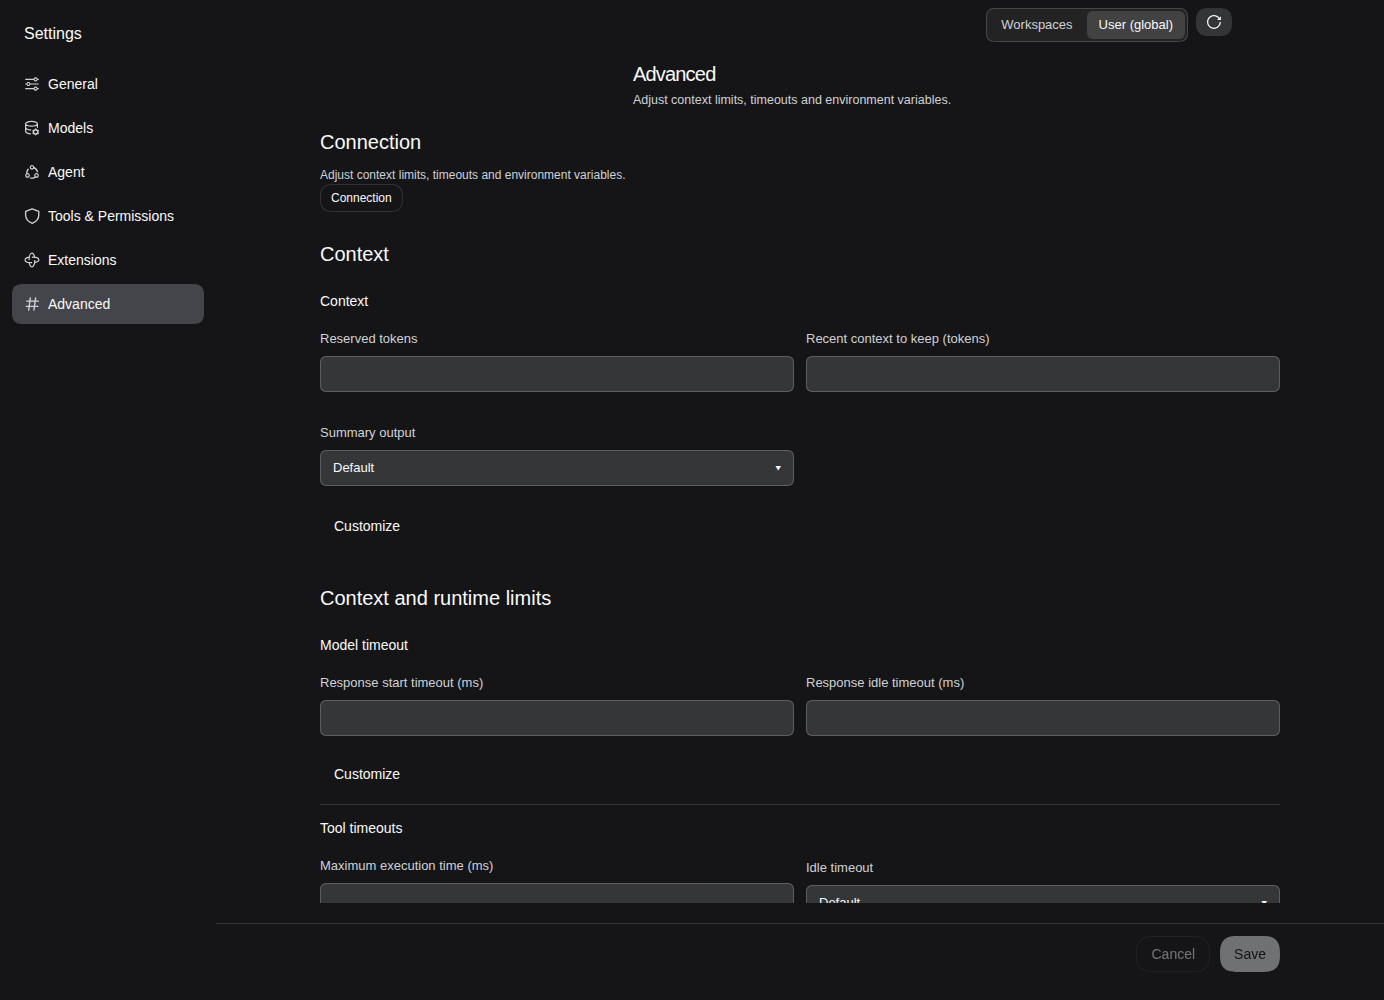 Settings
Workspaces
User (global)
General
Models
Agent
Tools & Permissions
Extensions
Advanced
Advanced
Adjust context limits, timeouts and environment variables.
Connection
Adjust context limits, timeouts and environment variables.
Connection
Context
Context
Reserved tokens
Recent context to keep (tokens)
Summary output
Default
Customize
Context and runtime limits
Model timeout
Response start timeout (ms)
Response idle timeout (ms)
Customize
Tool timeouts
Maximum execution time (ms)
Idle timeout
Default
Cancel
Save